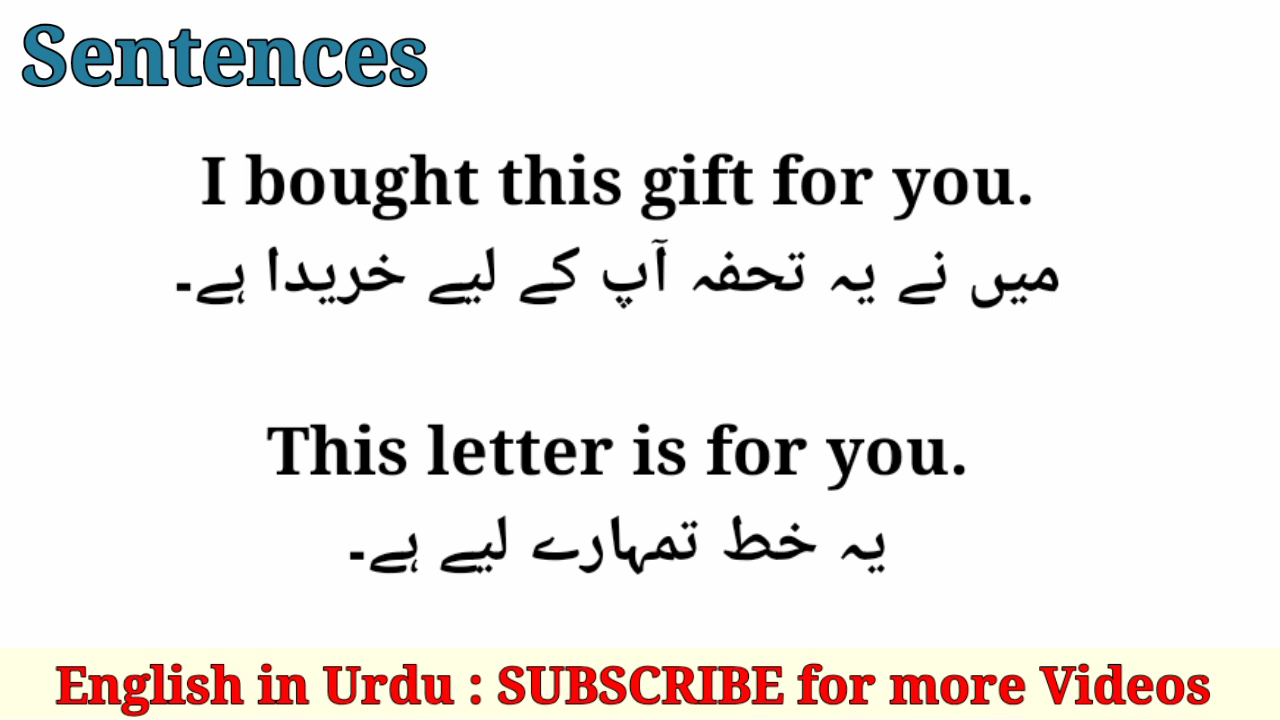 Sentences
I bought this gift for you.
میں نے یہ تحفہ آپ کے لیے خریدا ہے۔
This letter is for you.
یہ خط تمہارے لیے ہے۔
English in Urdu : SUBSCRIBE for more Videos